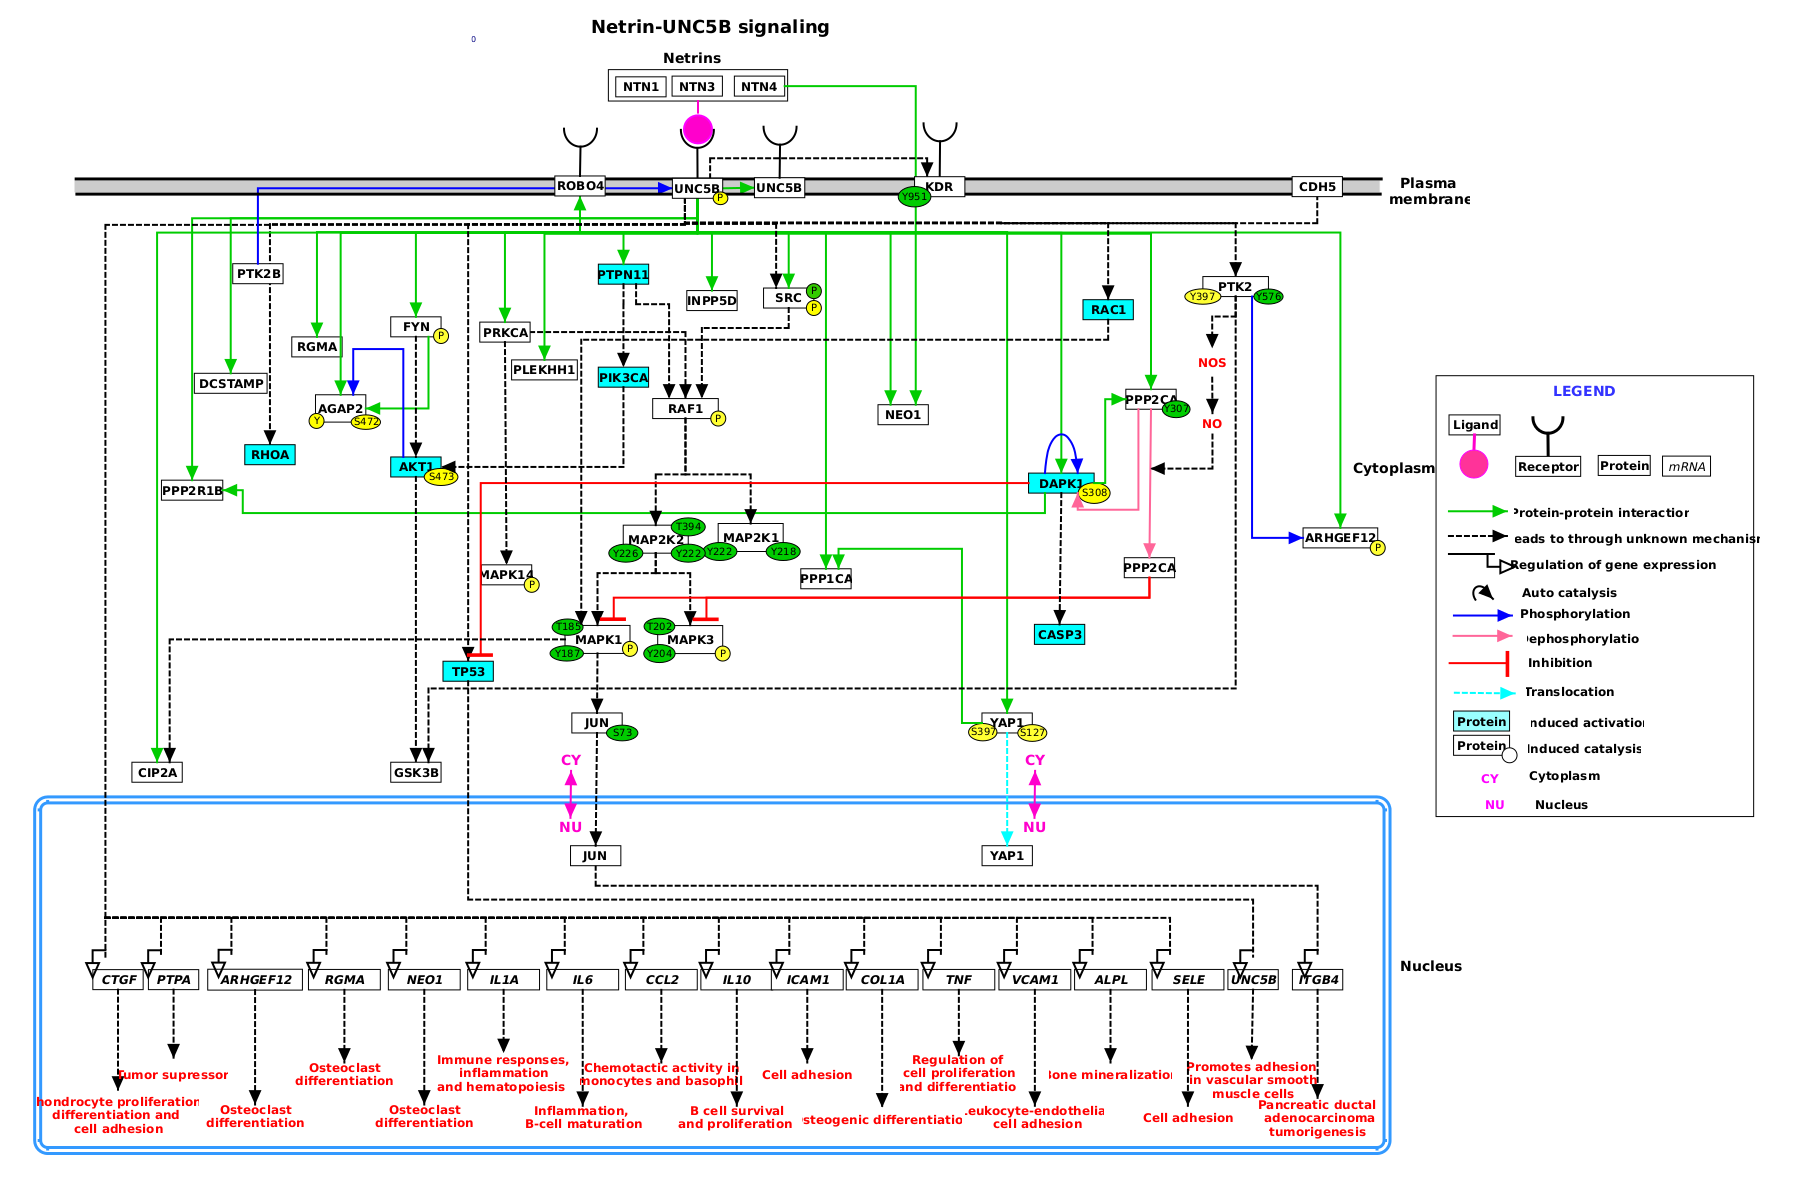 Netrin-UNC5B signaling
0
Netrins
NTN1 NTN3 NTN4
ROBO4 UNC5B P UNC5B KDR Y951 CDH5
Plasma
membrane
PTK2B PTPN11 INPP5D SRC P P PTK2 Y397 Y576
RAC1
RGMA FYN P PRKCA PLEKHH1 NOS
DCSTAMP PIK3CA
AGAP2 Y S472 RAF1 P NEO1 PPP2CA Y307 NO
RHOA AKT1 S473 Cytoplasm
PPP2R1B DAPK1 S308
MAP2K2 T394 Y226 Y222 MAP2K1 Y222 Y218 ARHGEF12 P
MAPK14 P PPP1CA PPP2CA
T185 MAPK1 Y187 P T202 MAPK3 Y204 P CASP3
TP53
JUN S73 YAP1 S397 S127
CIP2A GSK3B
CY CY
NU NU
JUN YAP1
Nucleus
CTGF PTPA ARHGEF12 RGMA NEO1 IL1A IL6 CCL2 IL10 ICAM1 COL1A TNF VCAM1 ALPL SELE UNC5B ITGB4
hondrocyte proliferation
differentiation and
cell adhesion
Tumor supressor
Osteoclast
differentiation
Osteoclast
differentiation
Osteoclast
differentiation
Immune responses,
inflammation
and hematopoiesis
Inflammation,
B-cell maturation
Chemotactic activity in
monocytes and basophil
B cell survival
and proliferation
Cell adhesion
steogenic differentiatio
Regulation of
cell proliferation
and differentiatio
eukocyte-endothelia
cell adhesion
Bone mineralization
Cell adhesion
Promotes adhesion
in vascular smooth
muscle cells
Pancreatic ductal
adenocarcinoma
tumorigenesis
LEGEND
Ligand
Receptor Protein mRNA
Protein-protein interaction
eads to through unknown mechanism
Regulation of gene expression
Auto catalysis
Phosphorylation
ephosphorylatio
Inhibition
Translocation
Protein Induced activation
Protein Induced catalysis
CY Cytoplasm
NU Nucleus